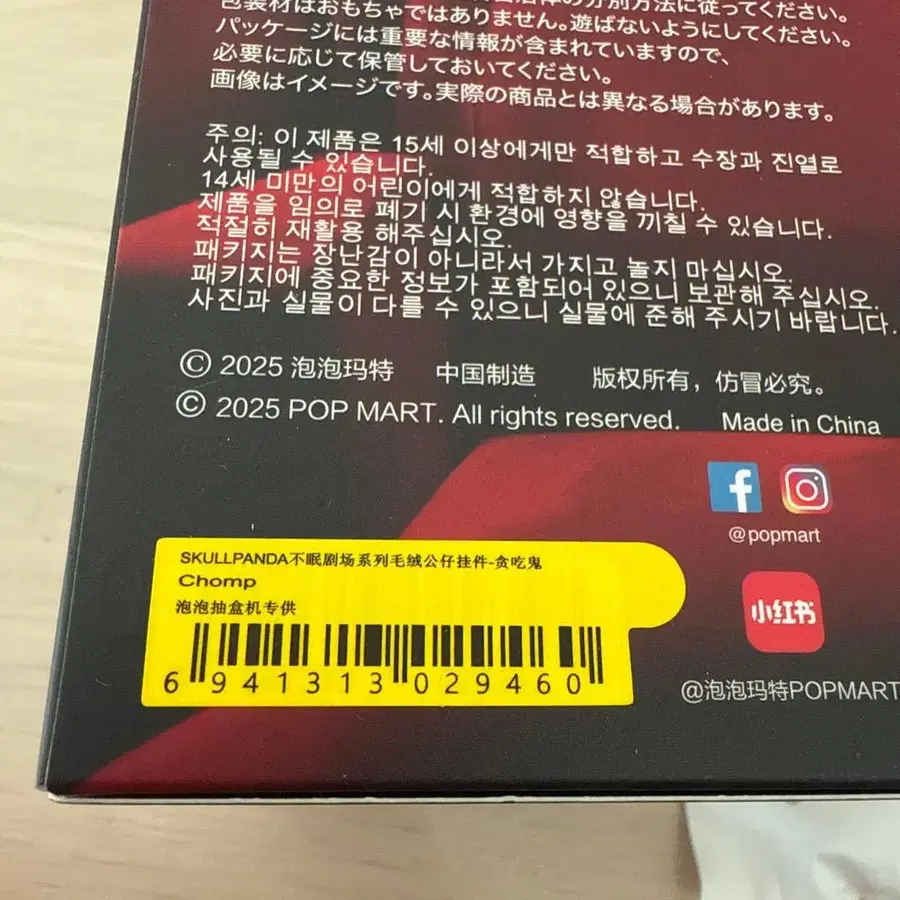 の分別方法に従ってください。
包装材はおもちゃではありません。遊ばないようにしてください。
パッケージには重要な情報が含まれていますので、
必要に応じて保管しておいてください。
画像はイメージです。実際の商品とは異なる場合があります。
주의: 이 제품은 15세 이상에게만 적합하고 수장과 진열로
사용될 수 있습니다.
14세 미만의 어린이에게 적합하지 않습니다.
제품을 임의로 폐기 시 환경에 영향을 끼칠 수 있습니다.
적절히 재활용 해주십시오.
패키지는 장난감이 아니라서 가지고 놀지 마십시오.
패키지에 중요한 정보가 포함되어 있으니 보관해 주십시오.
사진과 실물이 다를 수 있으니 실물에 준해 주시기 바랍니다.
© 2025 泡泡玛特 中国制造 版权所有，仿冒必究。
© 2025 POP MART. All rights reserved. Made in China
@popmart
SKULLPANDA不眠剧场系列毛绒公仔挂件-贪吃鬼
Chomp
泡泡抽盒机专供
6 941313 029460
小红书
@泡泡玛特POPMART